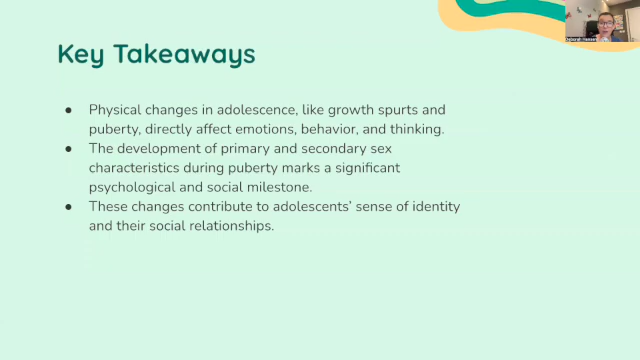 Key Takeaways
● Physical changes in adolescence, like growth spurts and
puberty, directly affect emotions, behavior, and thinking.
● The development of primary and secondary sex
characteristics during puberty marks a significant
psychological and social milestone.
● These changes contribute to adolescents' sense of identity
and their social relationships.